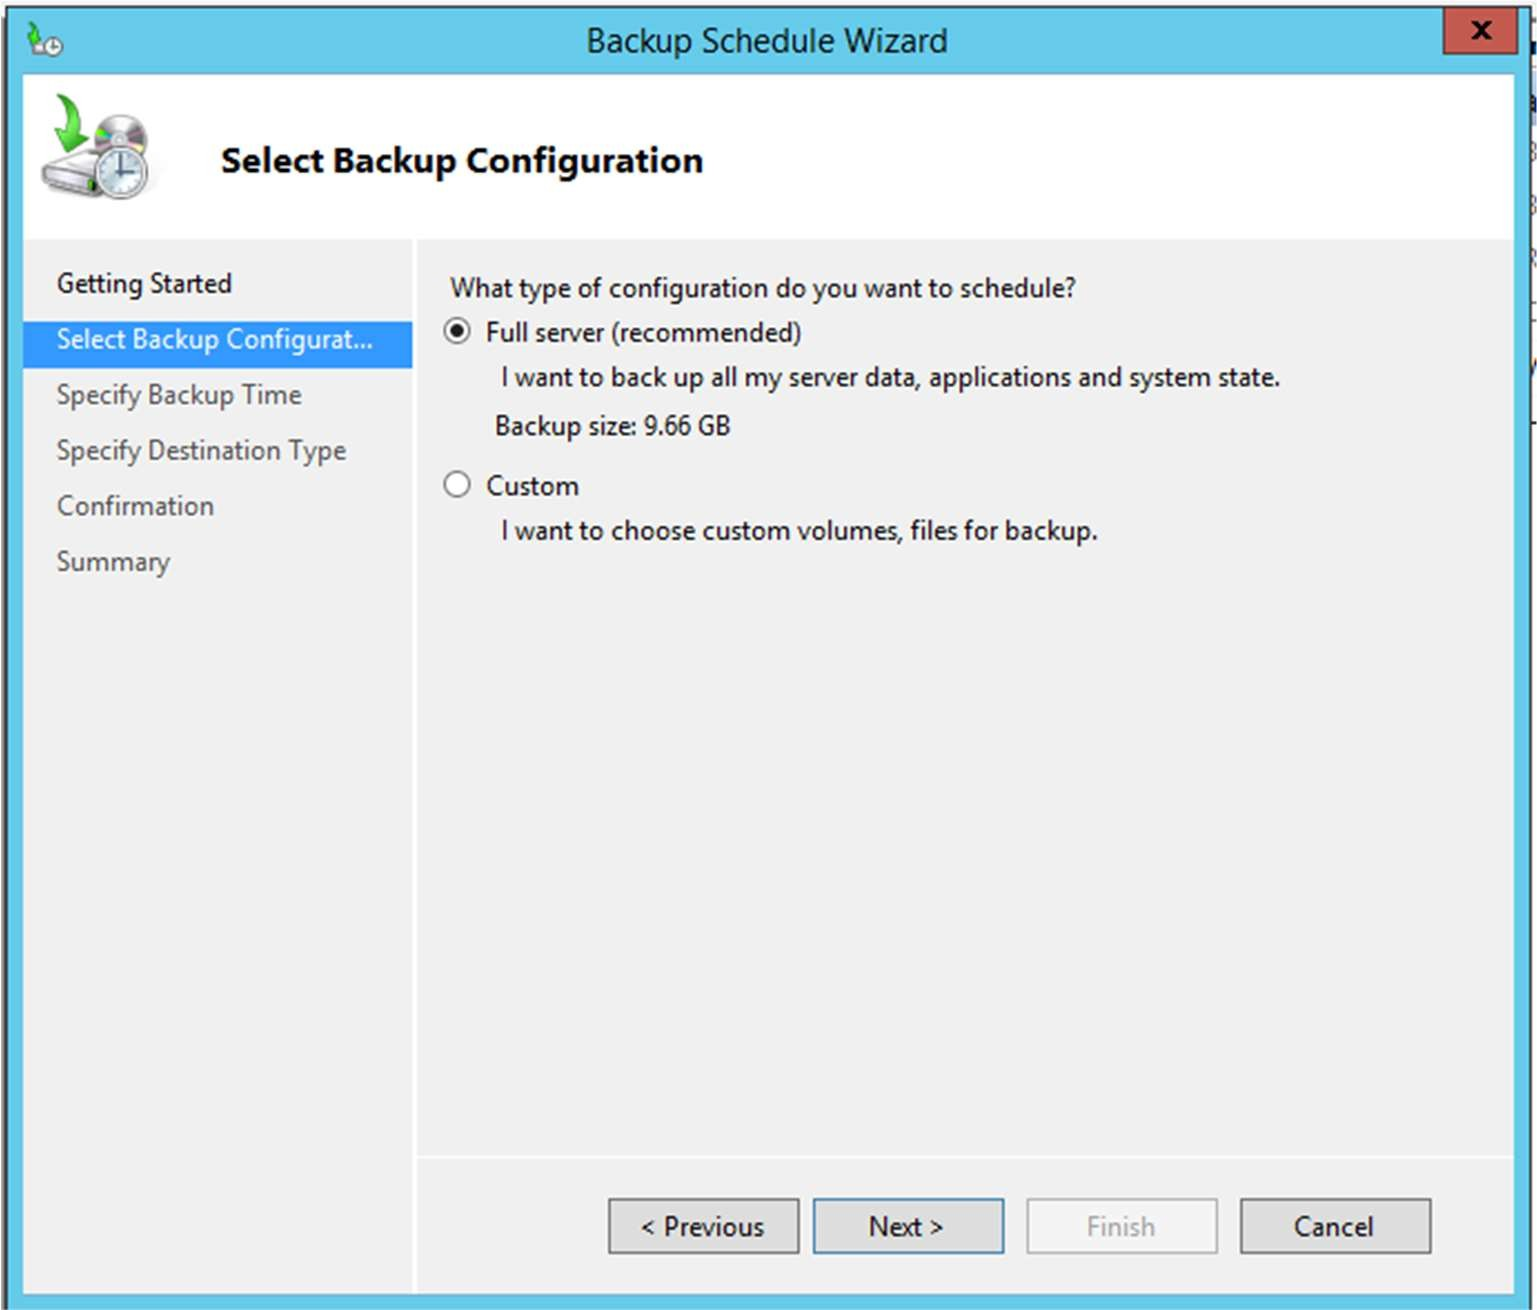 Backup Schedule Wizard
x
Select Backup Configuration
Getting Started
Select Backup Configurat...
Specify Backup Time
Specify Destination Type
Confirmation
Summary
What type of configuration do you want to schedule?
Full server (recommended)
I want to back up all my server data, applications and system state.
Backup size: 9.66 GB
Custom
I want to choose custom volumes, files for backup.
< Previous
Next >
Finish
Cancel